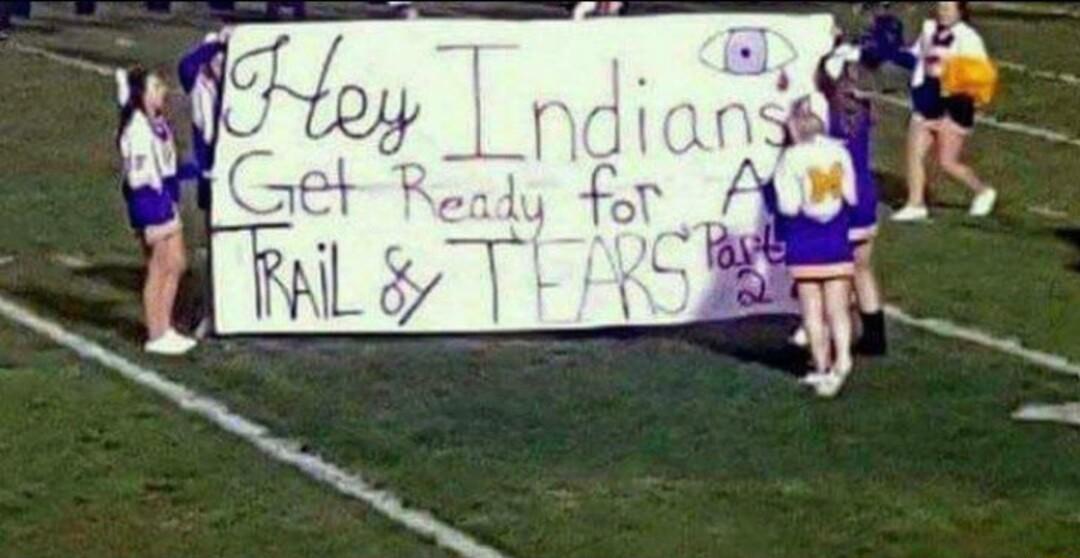 Hey Indians
Get Ready for A
TRAIL of TEARS Part
2
M